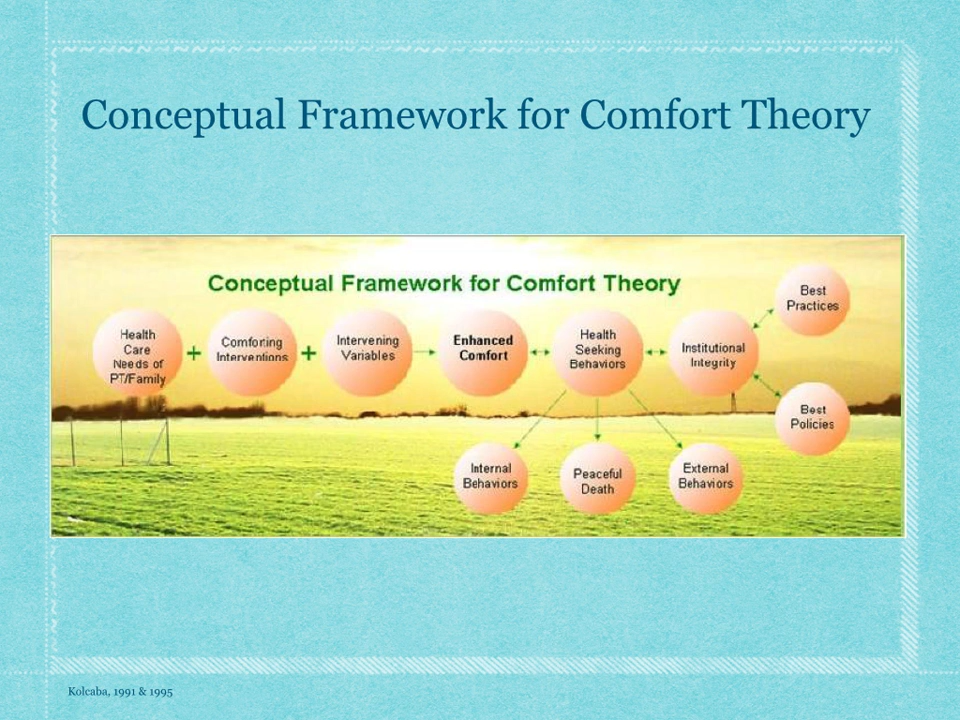 Conceptual Framework for Comfort Theory
Conceptual Framework for Comfort Theory
Health
Care
Needs of
PT/Family
+
Comforting
Interventions
+
Intervening
Variables
Enhanced
Comfort
Health
Seeking
Behaviors
Institutional
Integrity
Best
Practices
Best
Policies
Internal
Behaviors
Peaceful
Death
External
Behaviors
Kolcaba, 1991 & 1995